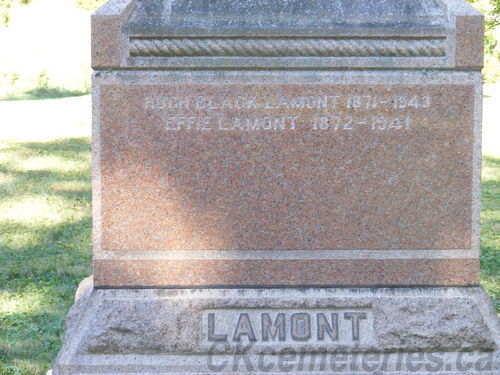 HUGH BLACK LAMONT 1871-1943
EFFIE LAMONT 1872-1941
LAMONT
CKcemeteries.ca